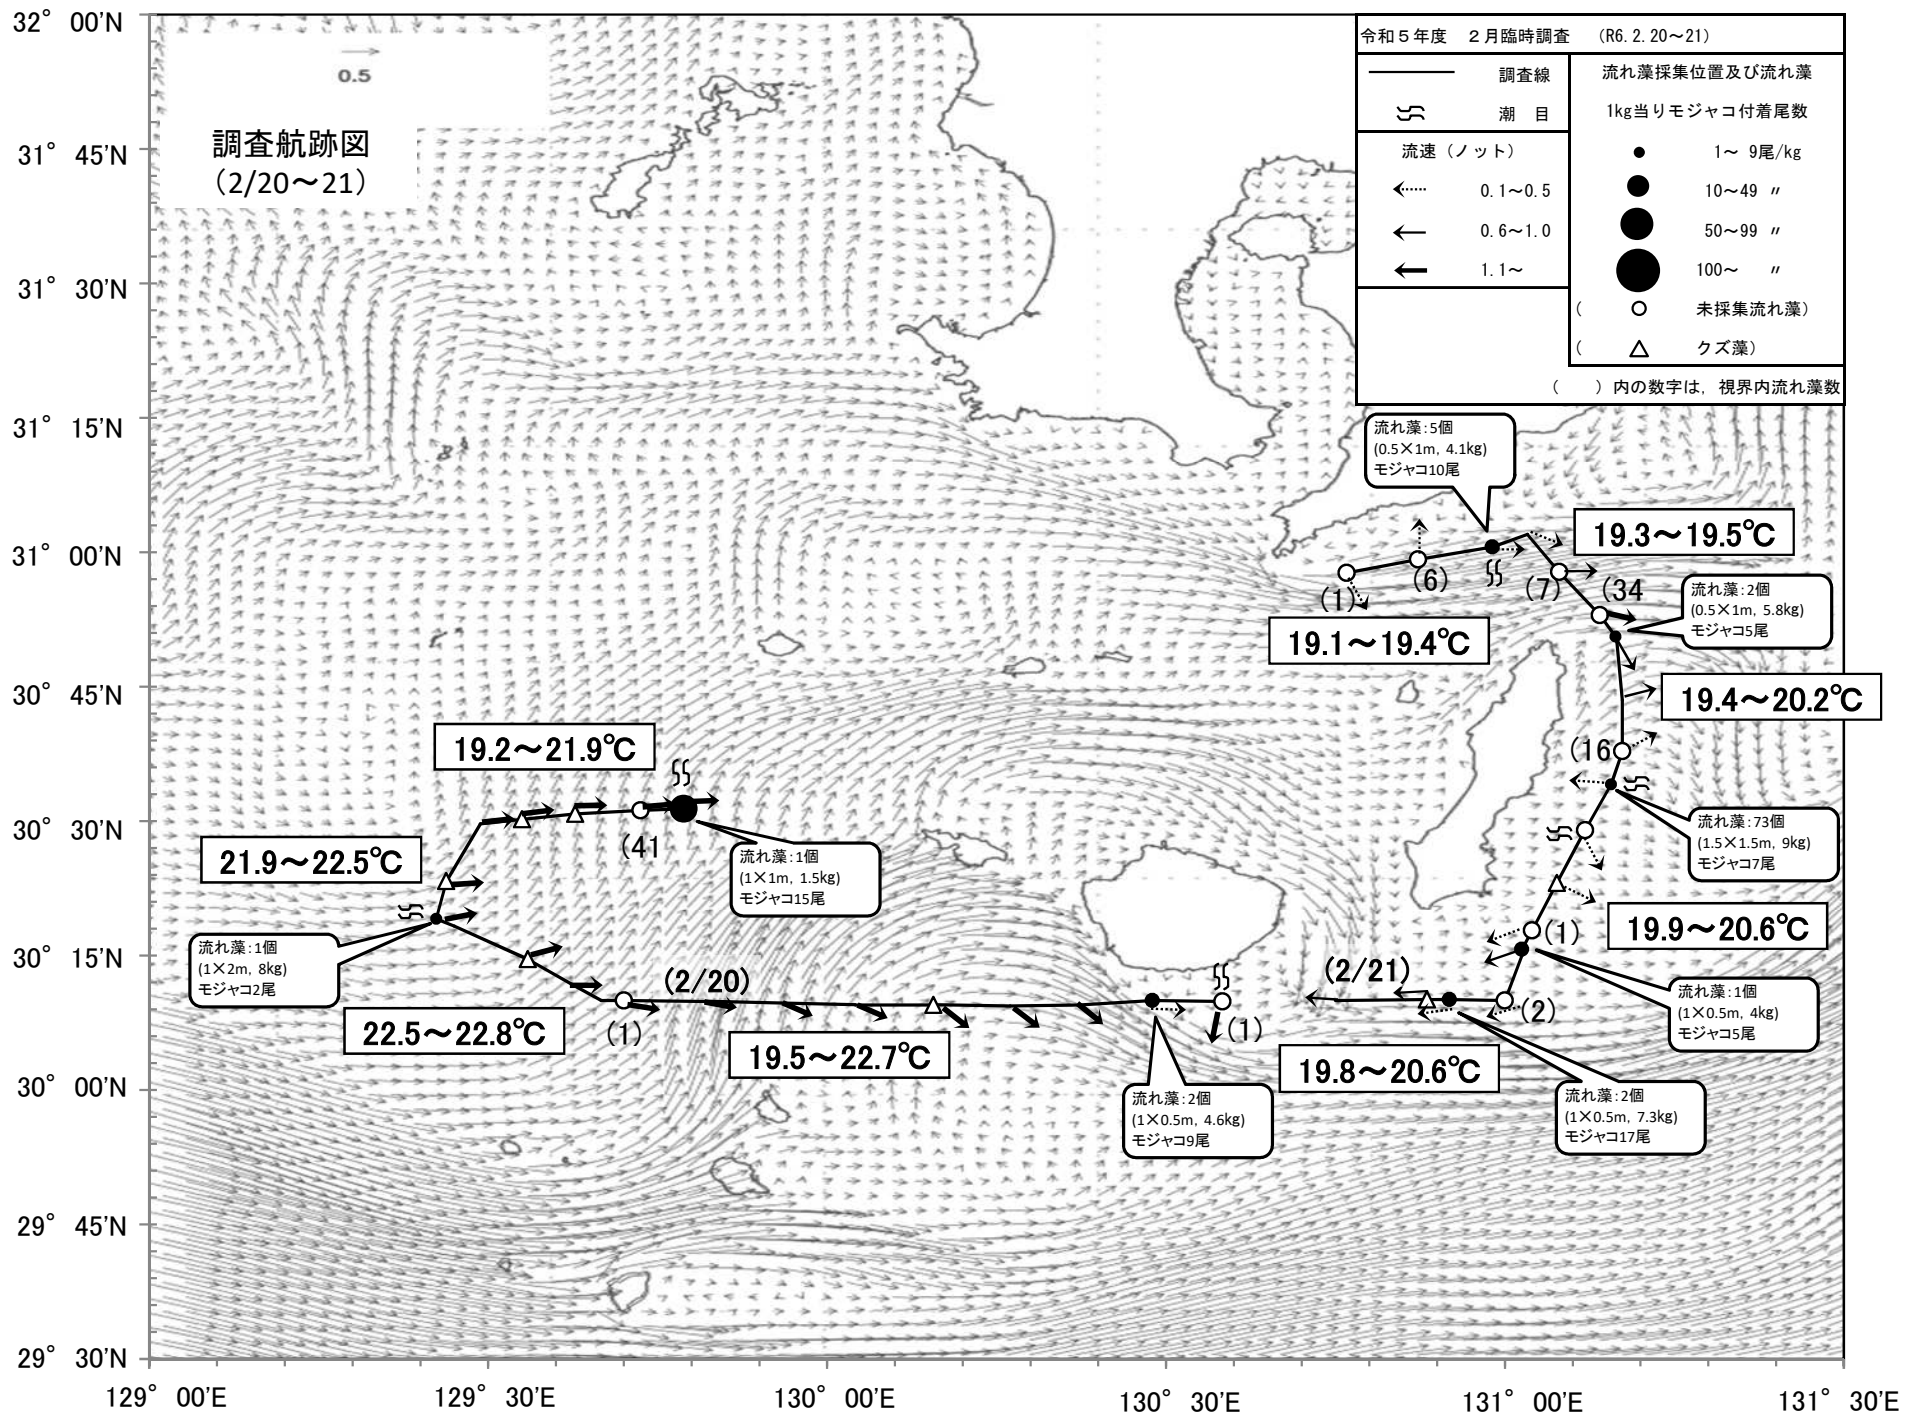 32° 00'N
31° 45'N
31° 30'N
31° 15'N
31° 00'N
30° 45'N
30° 30'N
30° 15'N
30° 00'N
29° 45'N
29° 30'N
129° 00'E
129° 30'E
130° 00'E
130° 30'E
131° 00'E
131° 30'E
0.5
調査航跡図
（2/20～21）
令和５年度　２月臨時調査　（R6.2.20～21）
調査線
潮　目
流速（ノット）
0.1～0.5
0.6～1.0
1.1～
流れ藻採集位置及び流れ藻
1kg当りモジャコ付着尾数
1～ 9尾/kg
10～49 〃
50～99 〃
100～ 〃
（ 未採集流れ藻）
（ クズ藻）
（　　）内の数字は，視界内流れ藻数
流れ藻：5個
(0.5×1m, 4.1kg)
モジャコ10尾
19.3～19.5℃
(1)
(6)
(7)
(34
流れ藻：2個
(0.5×1m, 5.8kg)
モジャコ5尾
19.1～19.4℃
19.4～20.2℃
(16
流れ藻：73個
(1.5×1.5m, 9kg)
モジャコ7尾
19.9～20.6℃
(1)
流れ藻：1個
(1×0.5m, 4kg)
モジャコ5尾
(2/21)
(2)
19.8～20.6℃
流れ藻：2個
(1×0.5m, 7.3kg)
モジャコ17尾
19.2～21.9℃
(41
流れ藻：1個
(1×1m, 1.5kg)
モジャコ15尾
21.9～22.5℃
流れ藻：1個
(1×2m, 8kg)
モジャコ2尾
22.5～22.8℃
(1)
(2/20)
19.5～22.7℃
(1)
流れ藻：2個
(1×0.5m, 4.6kg)
モジャコ9尾